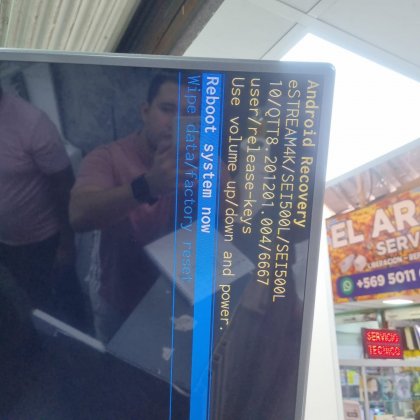 Android Recovery
eSTREAM4K/SEI500L/SEI500L
10/QTT8.201201.004/6667
user/release-keys
Use volume up/down and power.
Reboot system now
Wipe data/factory reset
EL AR
SERV
+569 5011
SERVICIO
TECNICO